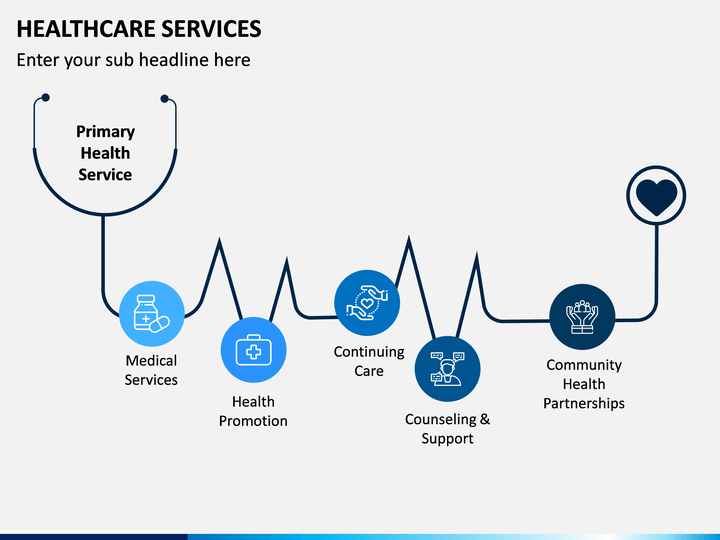 HEALTHCARE SERVICES
Enter your sub headline here
Primary
Health
Service
Medical
Services
Health
Promotion
Continuing
Care
Counseling &
Support
Community
Health
Partnerships